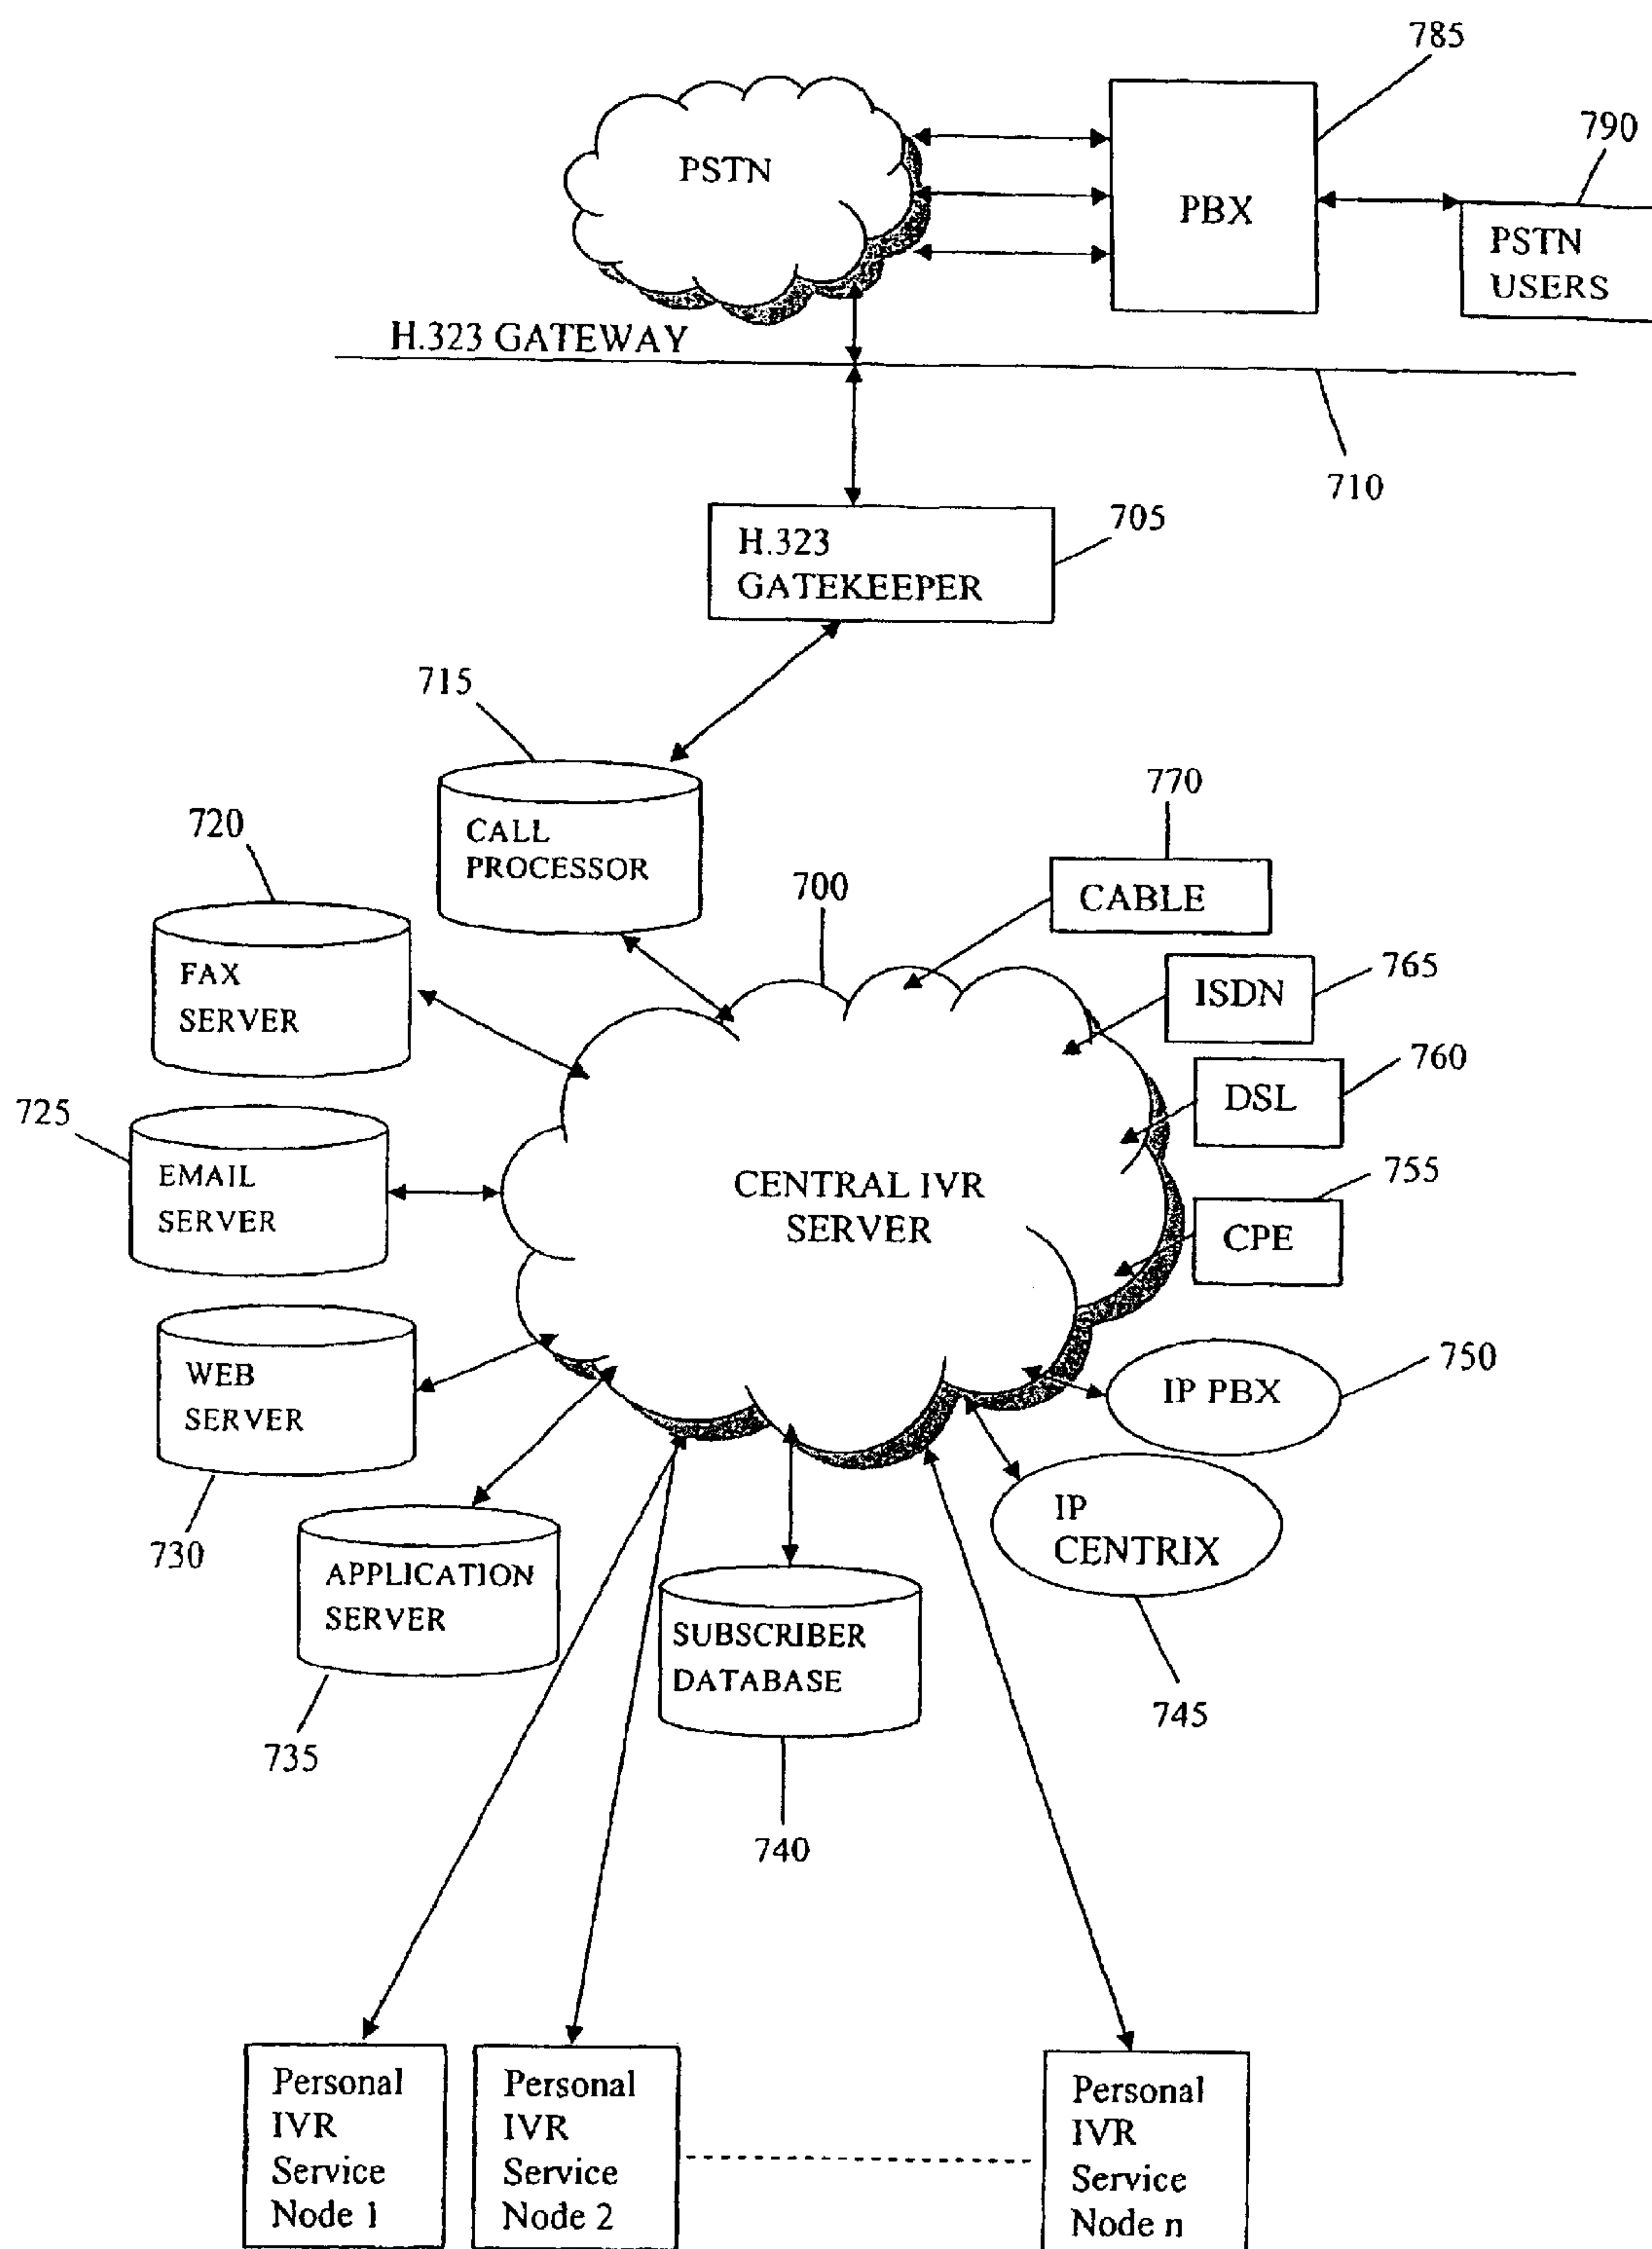 785
790
PSTN
PBX
PSTN
USERS
H.323 GATEWAY
710
705
H.323
GATEKEEPER
715
770
720
CALL
PROCESSOR
700
CABLE
765
FAX
SERVER
ISDN
760
725
DSL
EMAIL
SERVER
755
CENTRAL IVR
SERVER
CPE
750
WEB
SERVER
IP PBX
730
IP
CENTRIX
APPLICATION
SERVER
SUBSCRIBER
DATABASE
745
735
740
Personal
IVR
Service
Node 1
Personal
IVR
Service
Node 2
Personal
IVR
Service
Node n